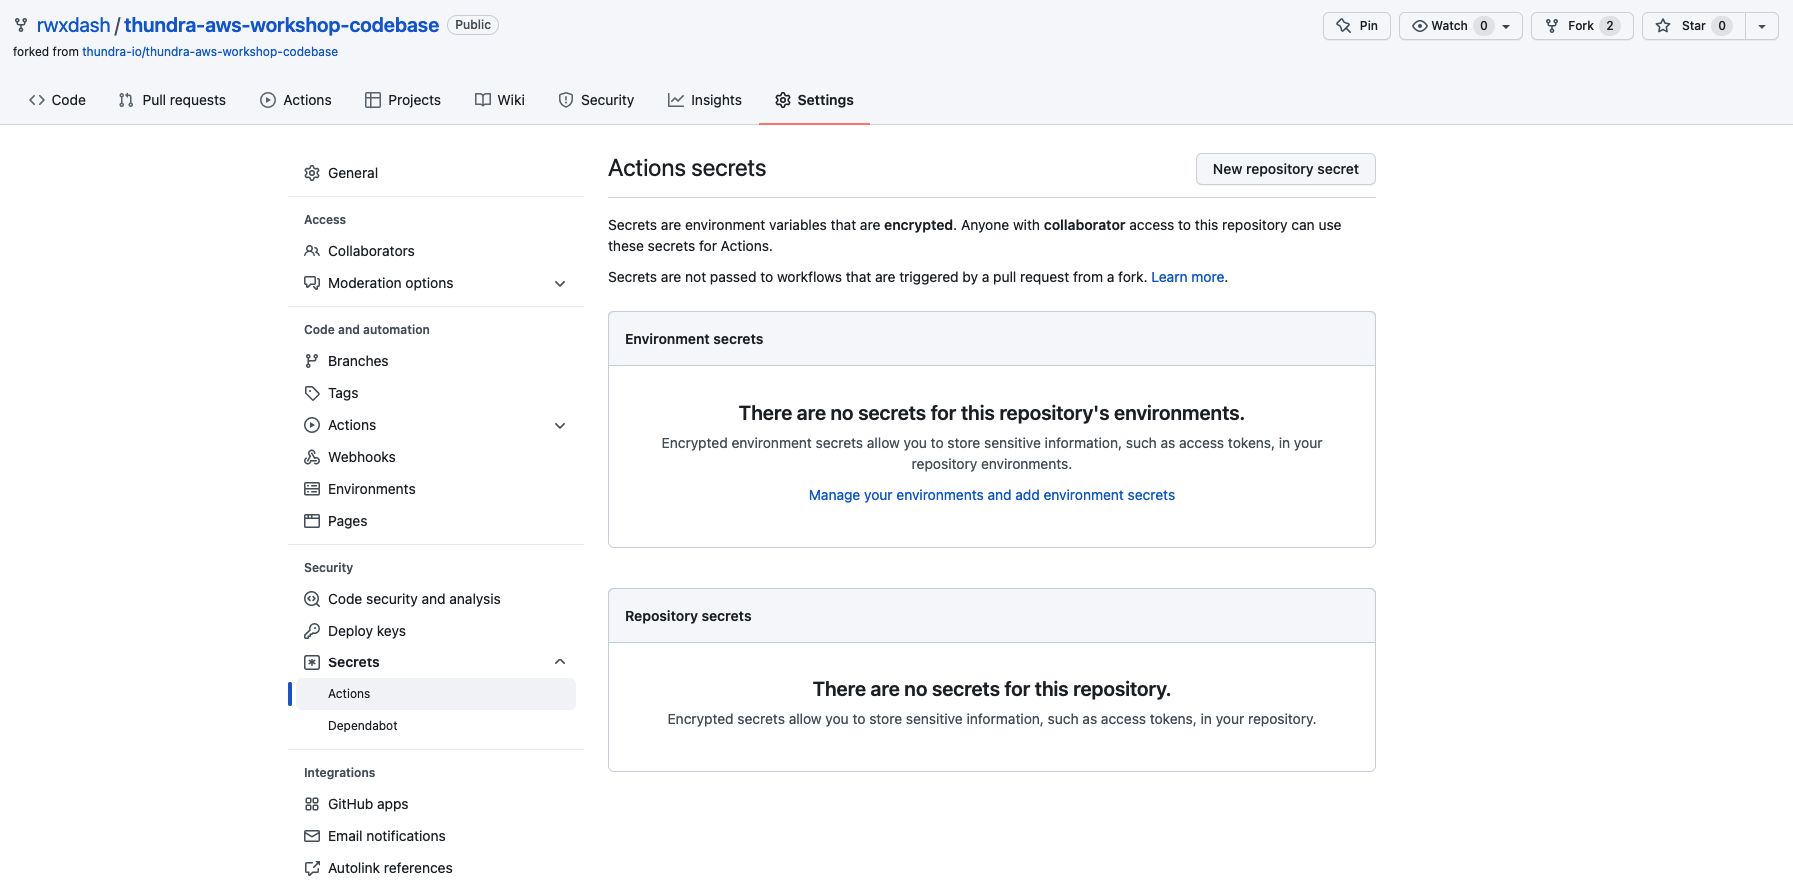 rwxdash / thundra-aws-workshop-codebase Public
forked from thundra-io/thundra-aws-workshop-codebase
Pin
Watch 0
Fork 2
Star 0
Code
Pull requests
Actions
Projects
Wiki
Security
Insights
Settings
General
Access
Collaborators
Moderation options
Code and automation
Branches
Tags
Actions
Webhooks
Environments
Pages
Security
Code security and analysis
Deploy keys
Secrets
Actions
Dependabot
Integrations
GitHub apps
Email notifications
Autolink references
Actions secrets
New repository secret
Secrets are environment variables that are encrypted. Anyone with collaborator access to this repository can use
these secrets for Actions.
Secrets are not passed to workflows that are triggered by a pull request from a fork. Learn more.
Environment secrets
There are no secrets for this repository's environments.
Encrypted environment secrets allow you to store sensitive information, such as access tokens, in your
repository environments.
Manage your environments and add environment secrets
Repository secrets
There are no secrets for this repository.
Encrypted secrets allow you to store sensitive information, such as access tokens, in your repository.